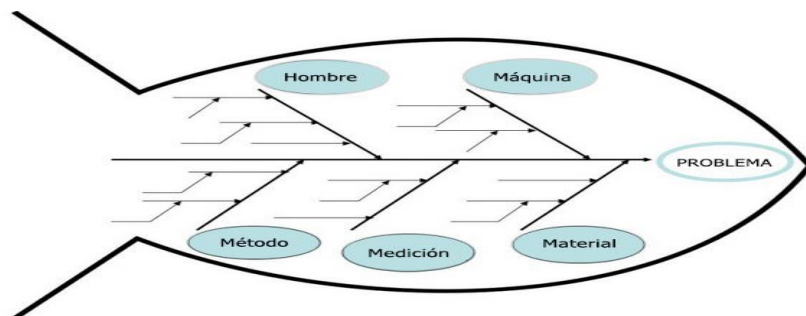 Hombre
Máquina
PROBLEMA
Método
Medición
Material